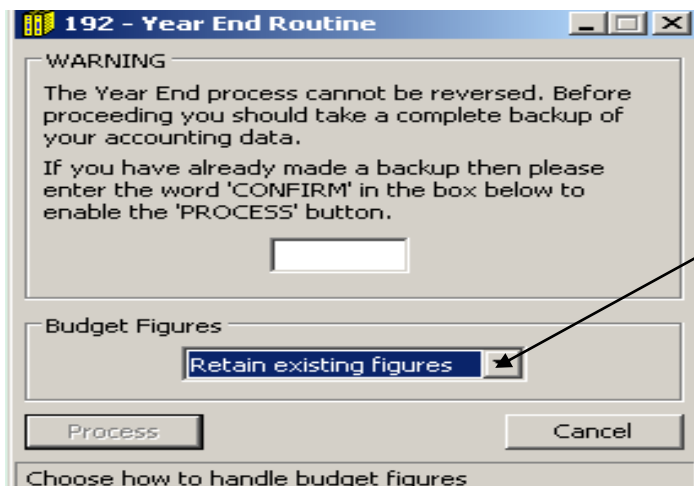 192 - Year End Routine
WARNING
The Year End process cannot be reversed. Before
proceeding you should take a complete backup of
your accounting data.
If you have already made a backup then please
enter the word 'CONFIRM' in the box below to
enable the 'PROCESS' button.
Budget Figures
Retain existing figures
Process
Cancel
Choose how to handle budget figures